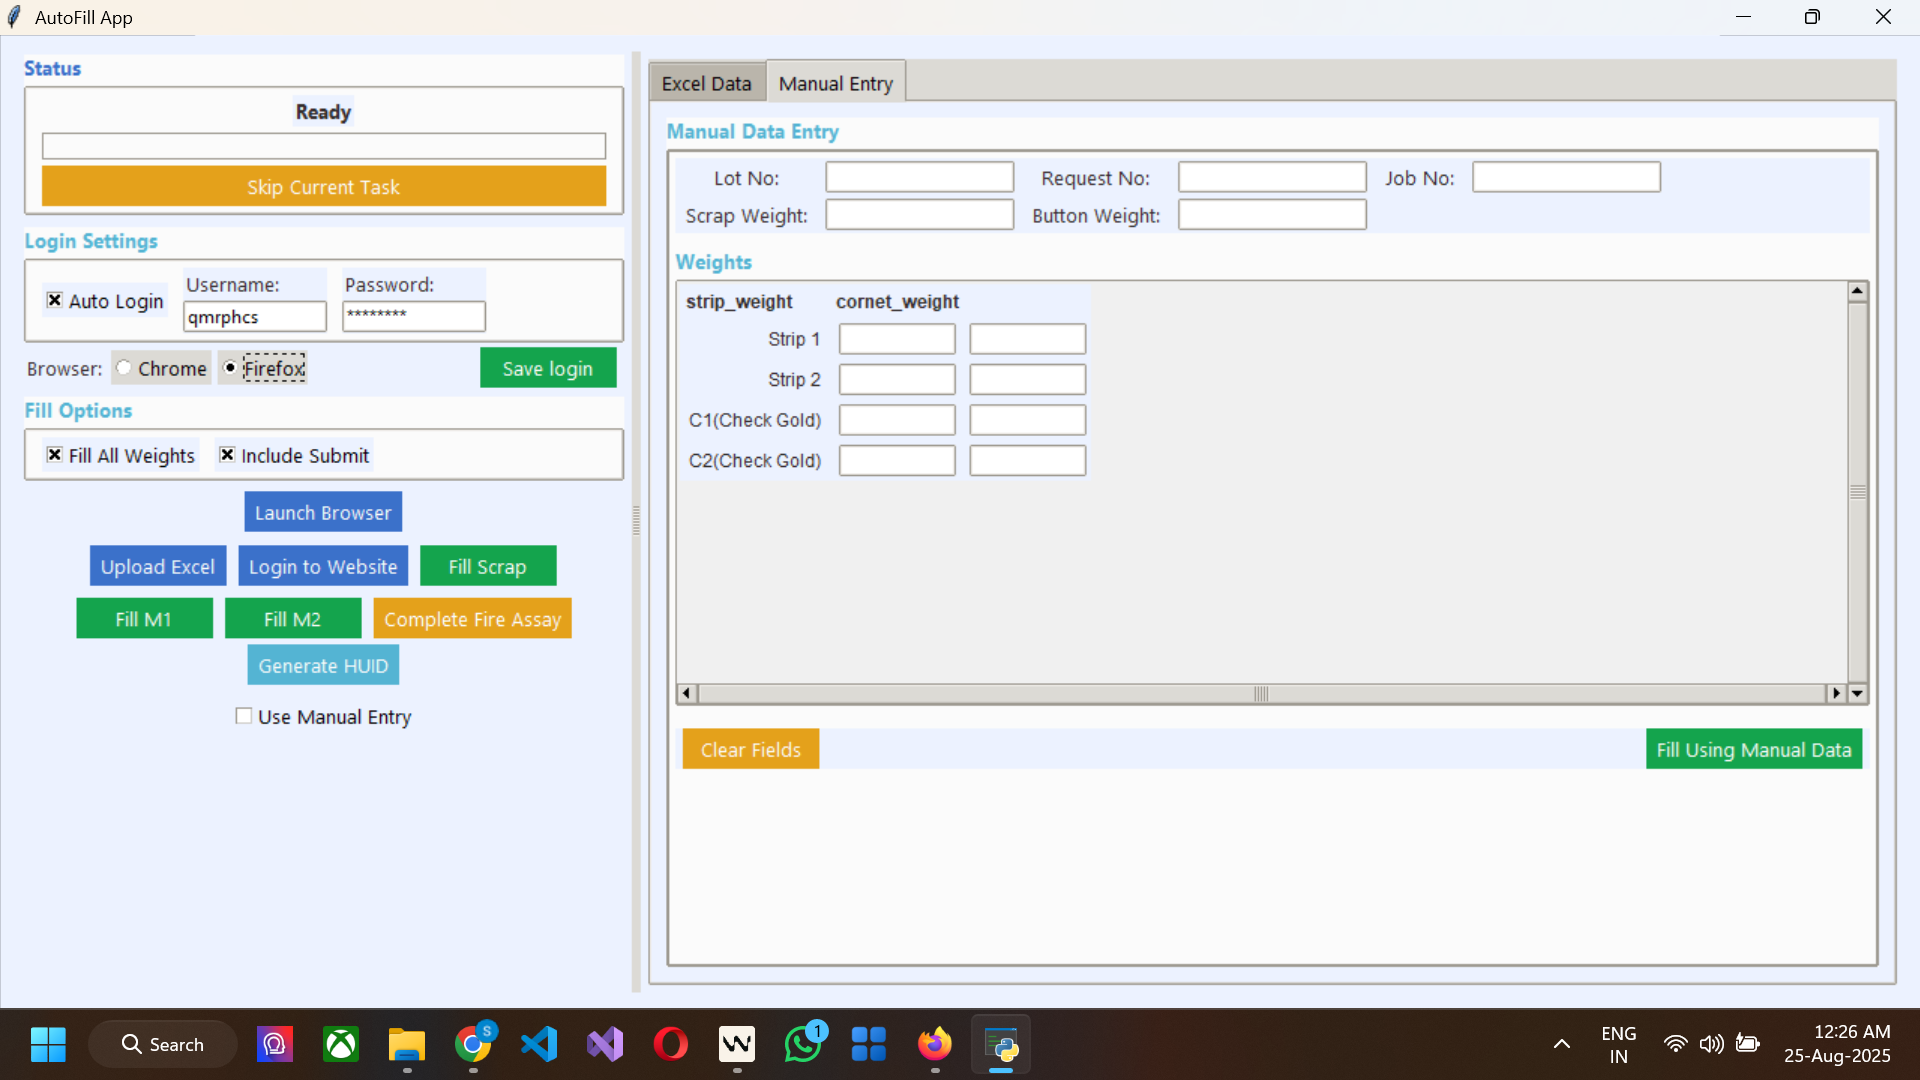 AutoFill App
Status
Ready
Skip Current Task
Login Settings
Auto Login
Username:
qmrphcs
Password:
********
Browser:
Chrome
Firefox
Save login
Fill Options
Fill All Weights
Include Submit
Launch Browser
Upload Excel
Login to Website
Fill Scrap
Fill M1
Fill M2
Complete Fire Assay
Generate HUID
Use Manual Entry
Excel Data
Manual Entry
Manual Data Entry
Lot No:
Request No:
Job No:
Scrap Weight:
Button Weight:
Weights
strip_weight
cornet_weight
Strip 1
Strip 2
C1(Check Gold)
C2(Check Gold)
Clear Fields
Fill Using Manual Data
Search
S
W
1
ENG
IN
12:26 AM
25-Aug-2025